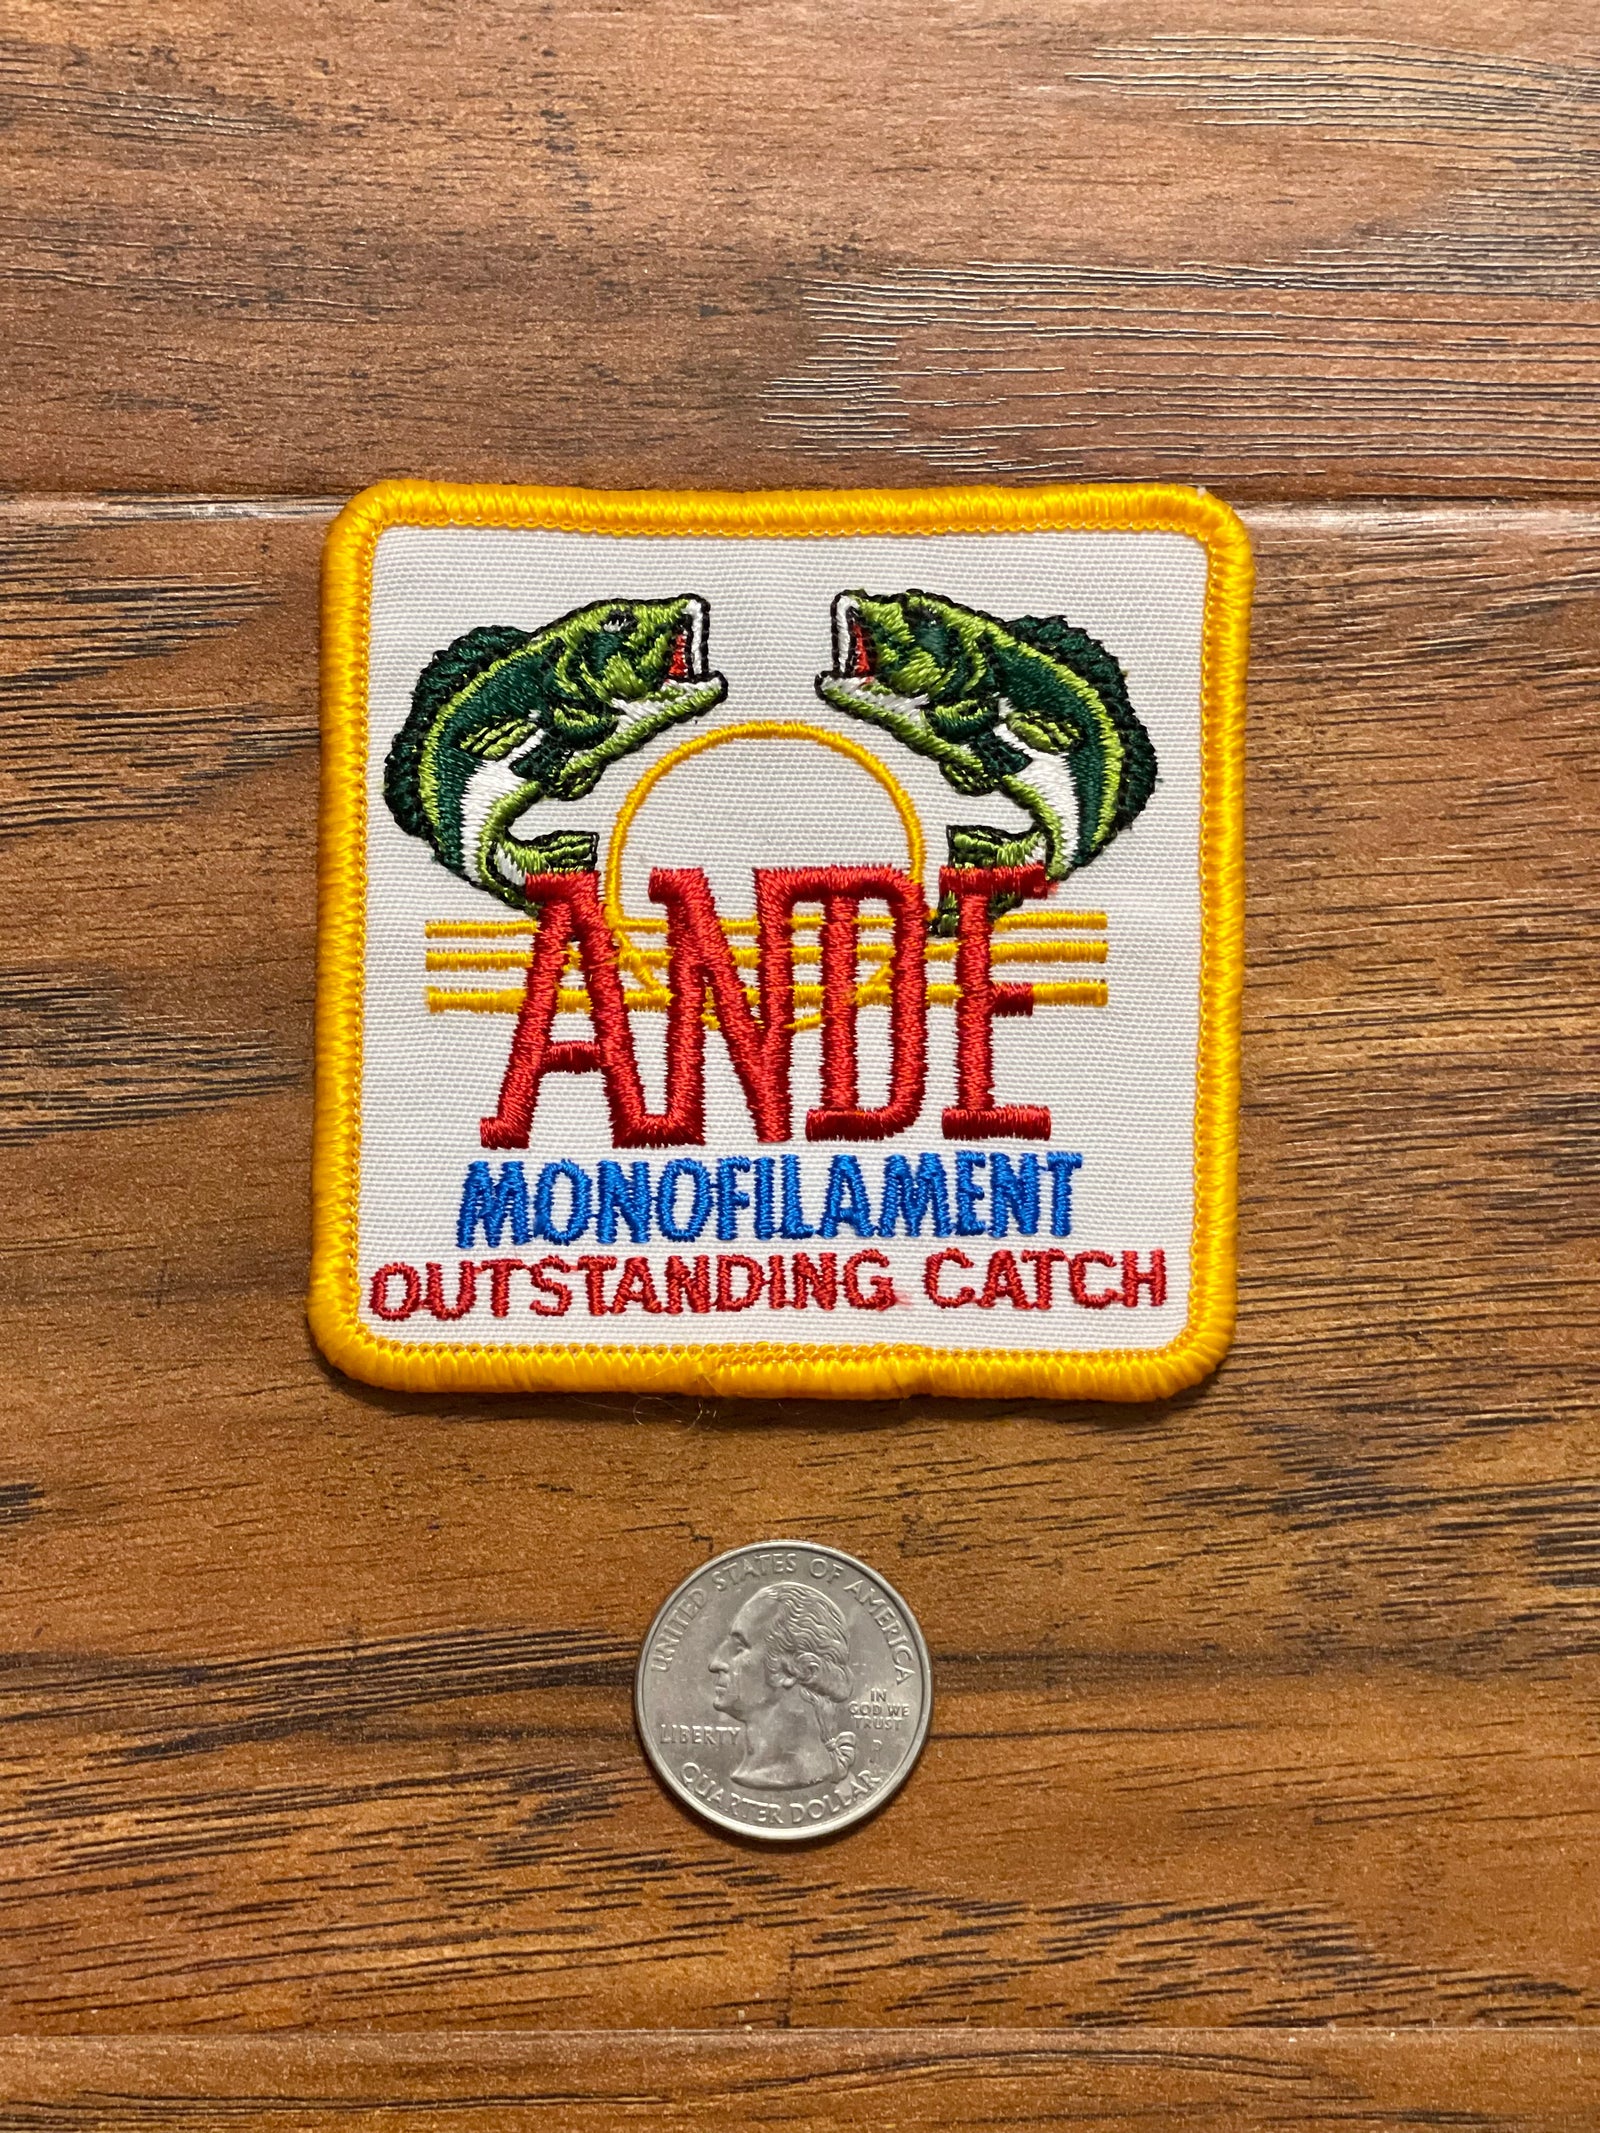 ANDE
MONOFILAMENT
OUTSTANDING CATCH
UNITED STATES OF AMERICA
LIBERTY
IN
GOD WE
TRUST
P
QUARTER DOLLAR